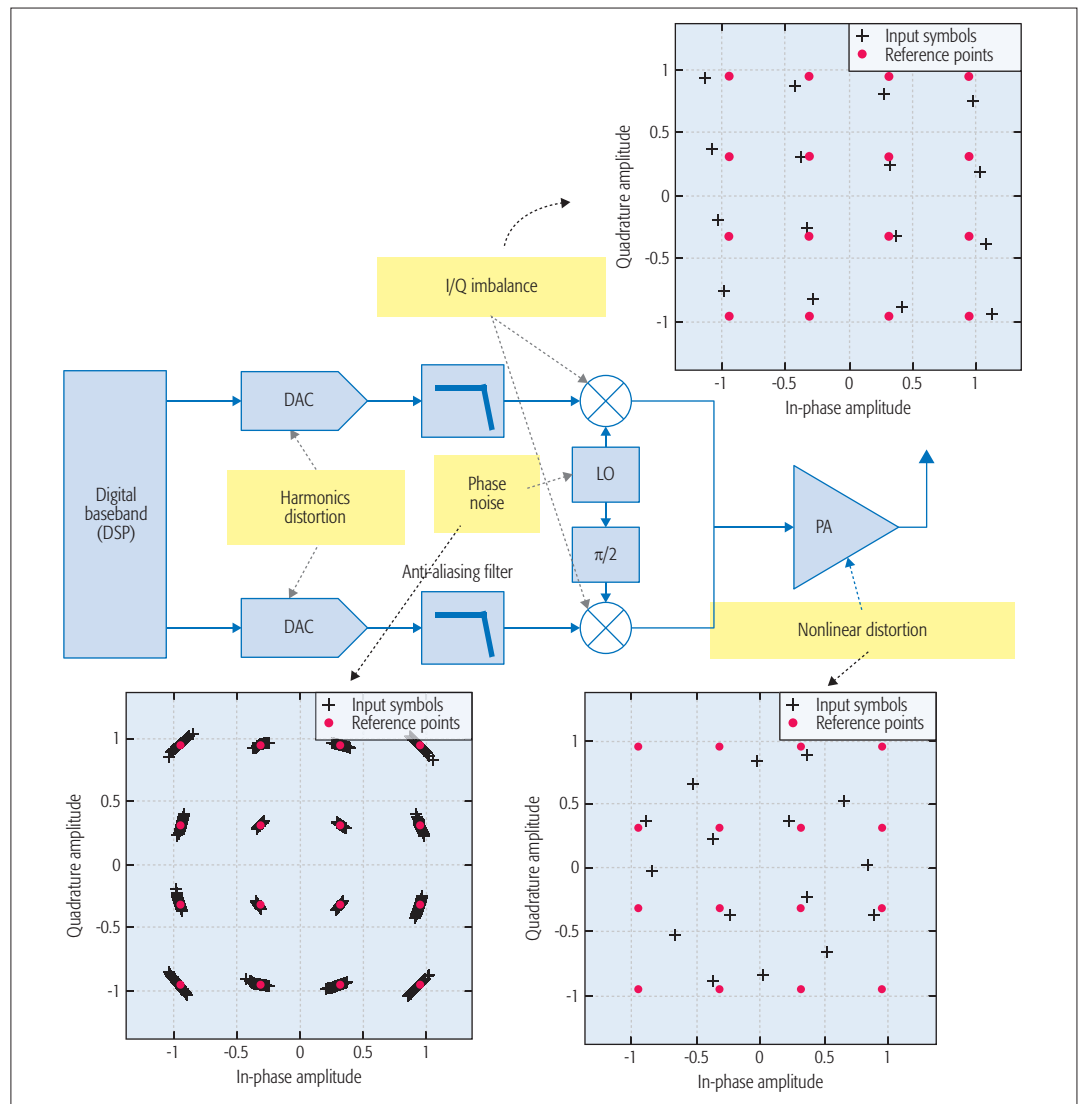 Input symbols
Reference points
1
0.5
0
-0.5
-1
Quadrature amplitude
-1
-0.5
0
0.5
1
In-phase amplitude
I/Q imbalance
Digital
baseband
(DSP)
DAC
Harmonics
distortion
DAC
Phase
noise
Anti-aliasing filter
LO
π/2
PA
Nonlinear distortion
Input symbols
Reference points
1
0.5
0
-0.5
-1
Quadrature amplitude
-1
-0.5
0
0.5
1
In-phase amplitude
Input symbols
Reference points
1
0.5
0
-0.5
-1
Quadrature amplitude
-1
-0.5
0
0.5
1
In-phase amplitude